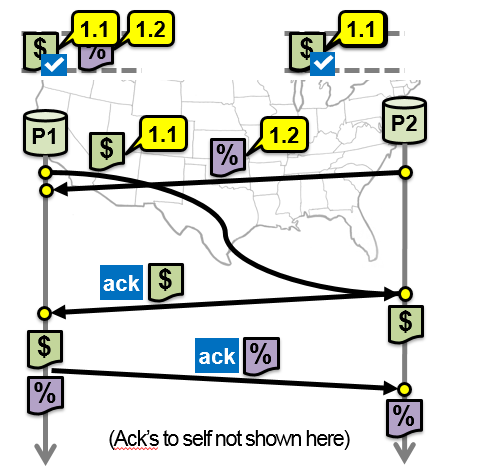 1.1 1.2 1.1
$ % $
P1 P2
$ 1.1 % 1.2
ack $
$
$ ack %
% %
(Ack's to self not shown here)